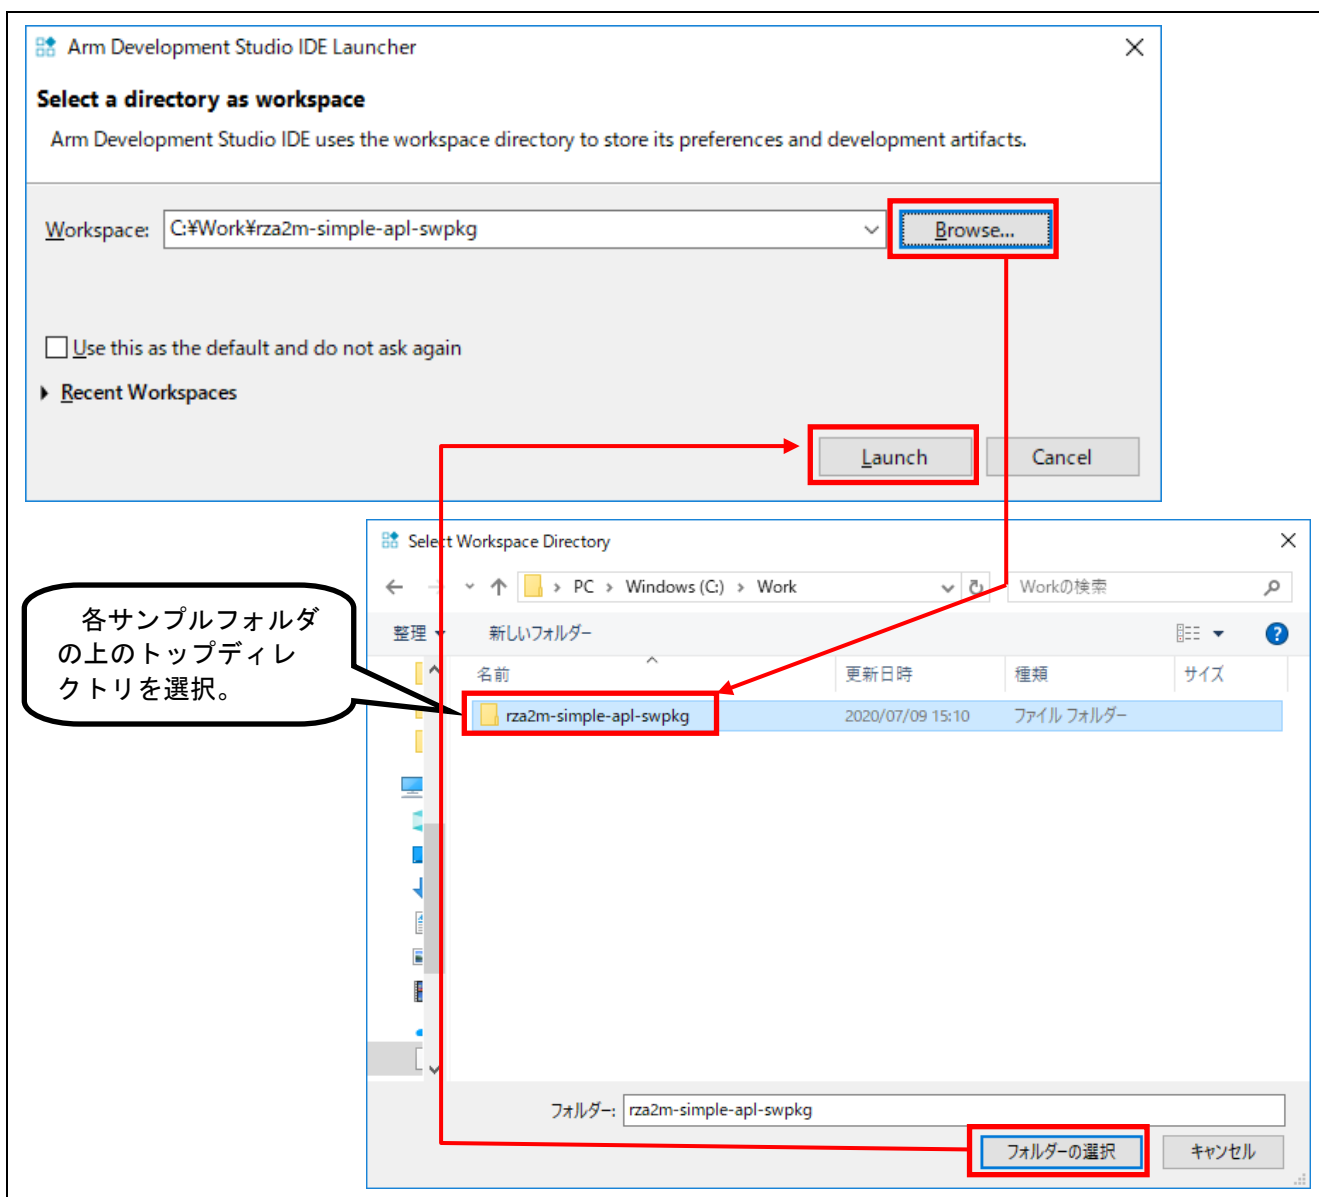 Arm Development Studio IDE Launcher
Select a directory as workspace
Arm Development Studio IDE uses the workspace directory to store its preferences and development artifacts.
Workspace: C:¥Work¥rza2m-simple-apl-swpkg Browse...
Use this as the default and do not ask again
Recent Workspaces
Launch Cancel
Select Workspace Directory
PC > Windows (C:) > Work Workの検索
整理 新しいフォルダー
名前 更新日時 種類 サイズ
rza2m-simple-apl-swpkg 2020/07/09 15:10 ファイル フォルダー
各サンプルフォルダ
の上のトップディレ
クトリを選択。
フォルダー: rza2m-simple-apl-swpkg
フォルダーの選択 キャンセル